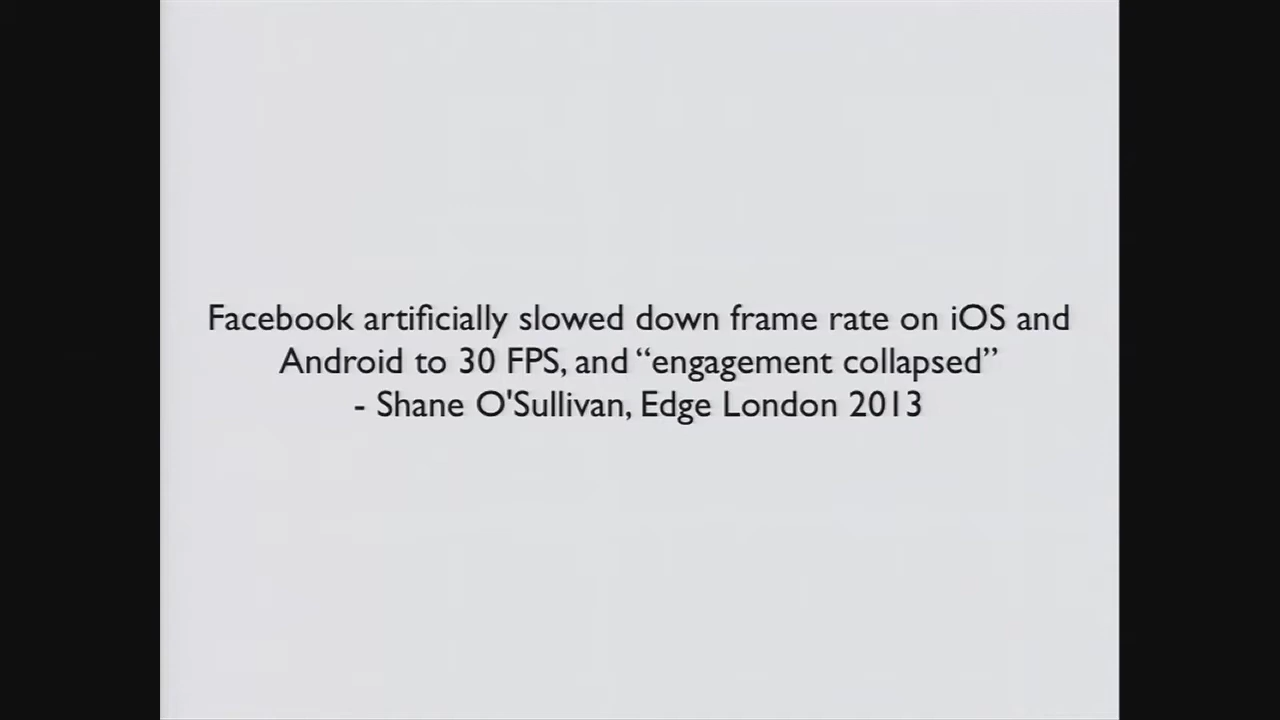 Facebook artificially slowed down frame rate on iOS and
Android to 30 FPS, and “engagement collapsed”
- Shane O'Sullivan, Edge London 2013